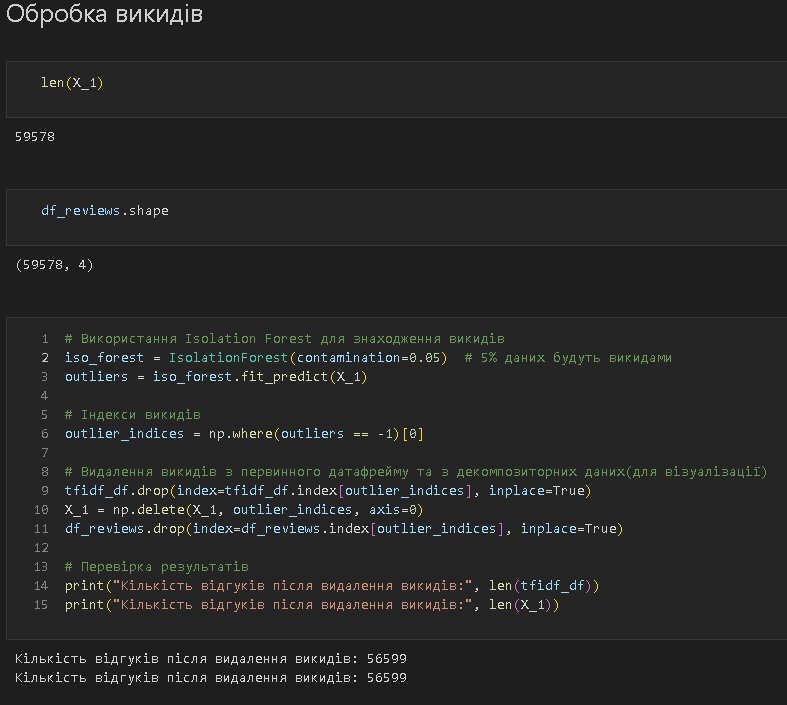 Обробка викидів
len(X_1)
59578
df_reviews.shape
(59578, 4)
1 # Використання Isolation Forest для знаходження викидів
2 iso_forest = IsolationForest(contamination=0.05)  # 5% даних будуть викидами
3 outliers = iso_forest.fit_predict(X_1)
4
5 # Індекси викидів
6 outlier_indices = np.where(outliers == -1)[0]
7
8 # Видалення викидів з первинного датафрейму та з декомпозиторних даних(для візуалізації)
9 tfidf_df.drop(index=tfidf_df.index[outlier_indices], inplace=True)
10 X_1 = np.delete(X_1, outlier_indices, axis=0)
11 df_reviews.drop(index=df_reviews.index[outlier_indices], inplace=True)
12
13 # Перевірка результатів
14 print("Кількість відгуків після видалення викидів:", len(tfidf_df))
15 print("Кількість відгуків після видалення викидів:", len(X_1))
Кількість відгуків після видалення викидів: 56599
Кількість відгуків після видалення викидів: 56599